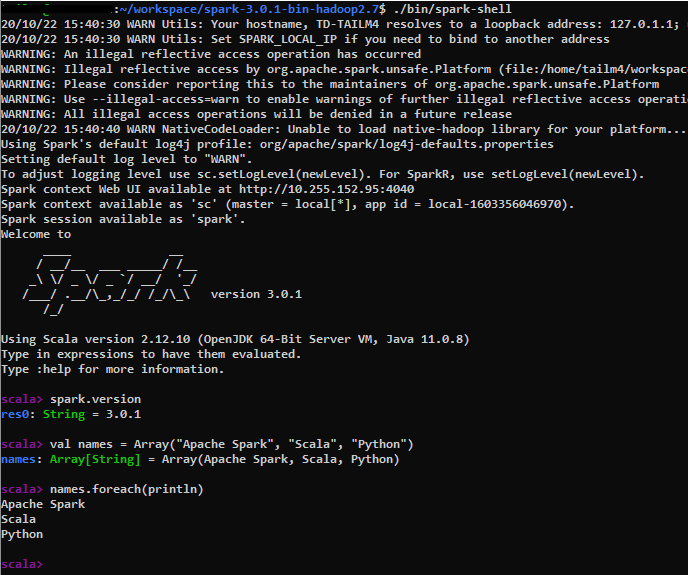 :~/workspace/spark-3.0.1-bin-hadoop2.7$ ./bin/spark-shell
20/10/22 15:40:30 WARN Utils: Your hostname, TD-TAILM4 resolves to a loopback address: 127.0.1.1;
20/10/22 15:40:30 WARN Utils: Set SPARK_LOCAL_IP if you need to bind to another address
WARNING: An illegal reflective access operation has occurred
WARNING: Illegal reflective access by org.apache.spark.unsafe.Platform (file:/home/tailm4/workspac
WARNING: Please consider reporting this to the maintainers of org.apache.spark.unsafe.Platform
WARNING: Use --illegal-access=warn to enable warnings of further illegal reflective access operati
WARNING: All illegal access operations will be denied in a future release
20/10/22 15:40:40 WARN NativeCodeLoader: Unable to load native-hadoop library for your platform...
Using Spark's default log4j profile: org/apache/spark/log4j-defaults.properties
Setting default log level to "WARN".
To adjust logging level use sc.setLogLevel(newLevel). For SparkR, use setLogLevel(newLevel).
Spark context Web UI available at http://10.255.152.95:4040
Spark context available as 'sc' (master = local[*], app id = local-1603356046970).
Spark session available as 'spark'.
Welcome to
Spark version 3.0.1
Using Scala version 2.12.10 (OpenJDK 64-Bit Server VM, Java 11.0.8)
Type in expressions to have them evaluated.
Type :help for more information.
scala> spark.version
res0: String = 3.0.1
scala> val names = Array("Apache Spark", "Scala", "Python")
names: Array[String] = Array(Apache Spark, Scala, Python)
scala> names.foreach(println)
Apache Spark
Scala
Python
scala>